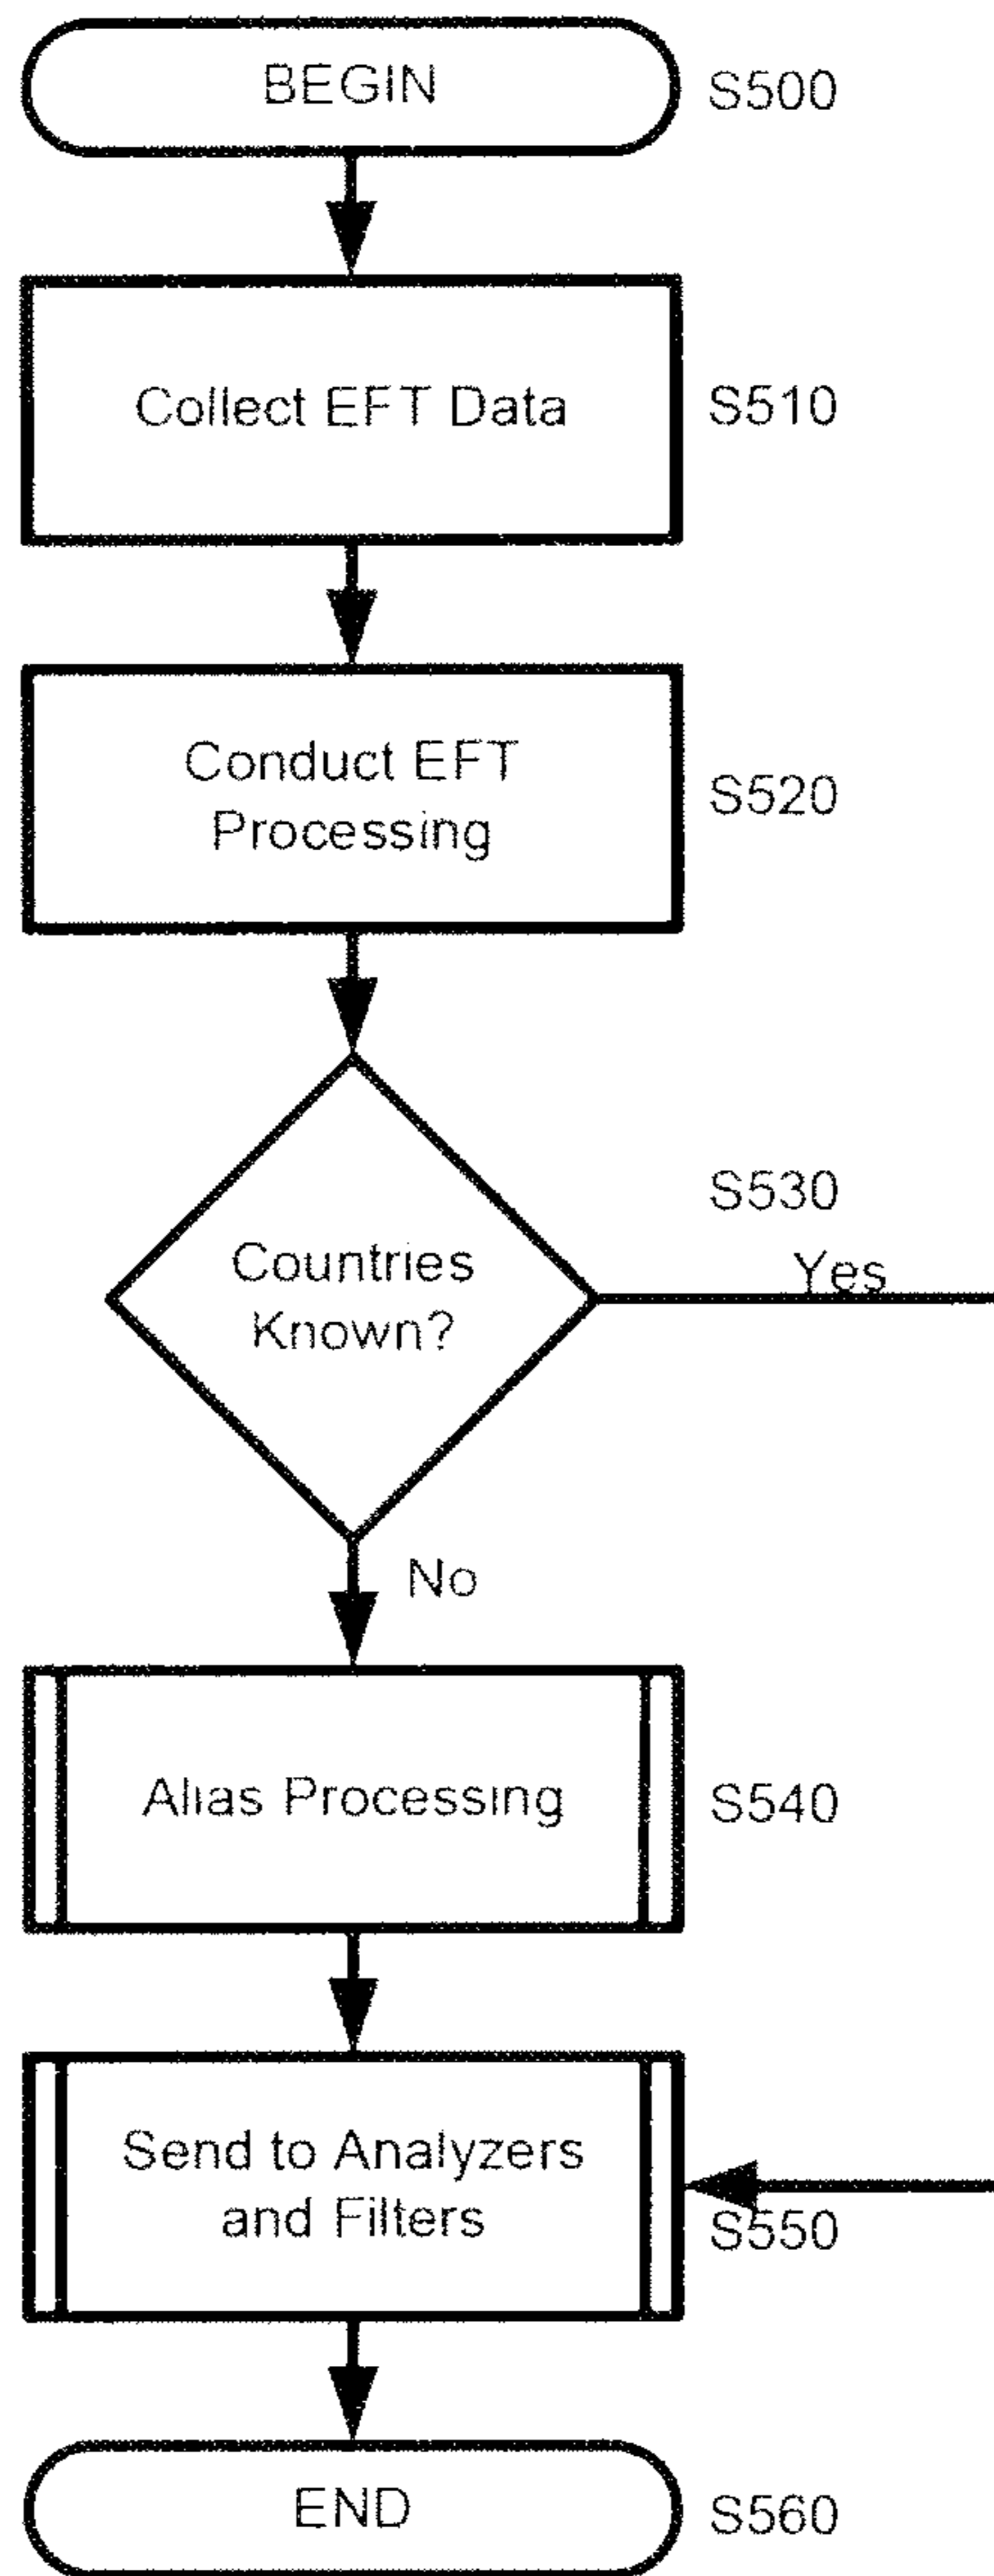 BEGIN
S500
Collect EFT Data
S510
Conduct EFT
Processing
S520
S530
Yes
Countries
Known?
No
Alias Processing
S540
Send to Analyzers
and Filters
S550
END
S560